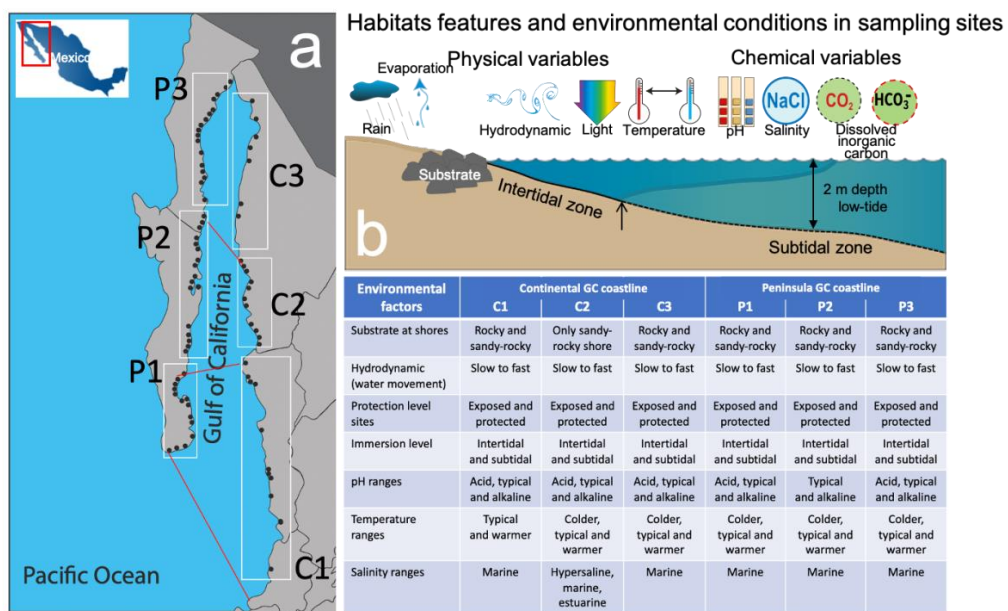 Mexico
a
P3
C3
P2
C2
P1
Gulf of California
C1
Pacific Ocean
Habitats features and environmental conditions in sampling sites
Physical variables
Chemical variables
Evaporation
Rain
Hydrodynamic
Light
Temperature
pH
NaCl
Salinity
CO2
HCO3-
Dissolved
inorganic
carbon
Substrate
Intertidal zone
2 m depth
low-tide
Subtidal zone
b
Environmental factors | Continental GC coastline | Peninsula GC coastline
C1 | C2 | C3 | P1 | P2 | P3
Substrate at shores | Rocky and sandy-rocky | Only sandy-rocky shore | Rocky and sandy-rocky | Rocky and sandy-rocky | Rocky and sandy-rocky | Rocky and sandy-rocky
Hydrodynamic (water movement) | Slow to fast | Slow to fast | Slow to fast | Slow to fast | Slow to fast | Slow to fast
Protection level sites | Exposed and protected | Exposed and protected | Exposed and protected | Exposed and protected | Exposed and protected | Exposed and protected
Immersion level | Intertidal and subtidal | Intertidal and subtidal | Intertidal and subtidal | Intertidal and subtidal | Intertidal and subtidal | Intertidal and subtidal
pH ranges | Acid, typical and alkaline | Acid, typical and alkaline | Acid, typical and alkaline | Acid, typical and alkaline | Typical and alkaline | Acid, typical and alkaline
Temperature ranges | Typical and warmer | Colder, typical and warmer | Colder, typical and warmer | Colder, typical and warmer | Colder, typical and warmer | Colder, typical and warmer
Salinity ranges | Marine | Hypersaline, marine, estuarine | Marine | Marine | Marine | Marine